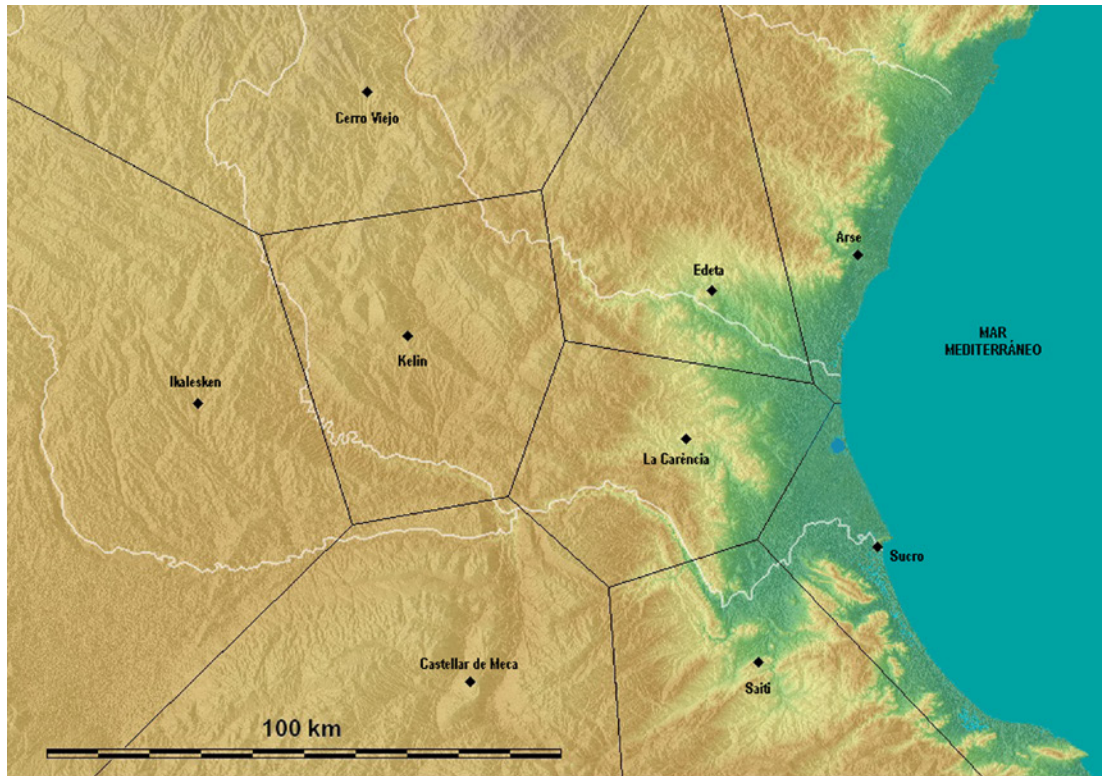 Cerro Viejo
Arse
Edeta
MAR
MEDITERRÁNEO
Kelin
Ikalesken
La Carència
Sucro
Castellar de Meca
Saiti
100 km